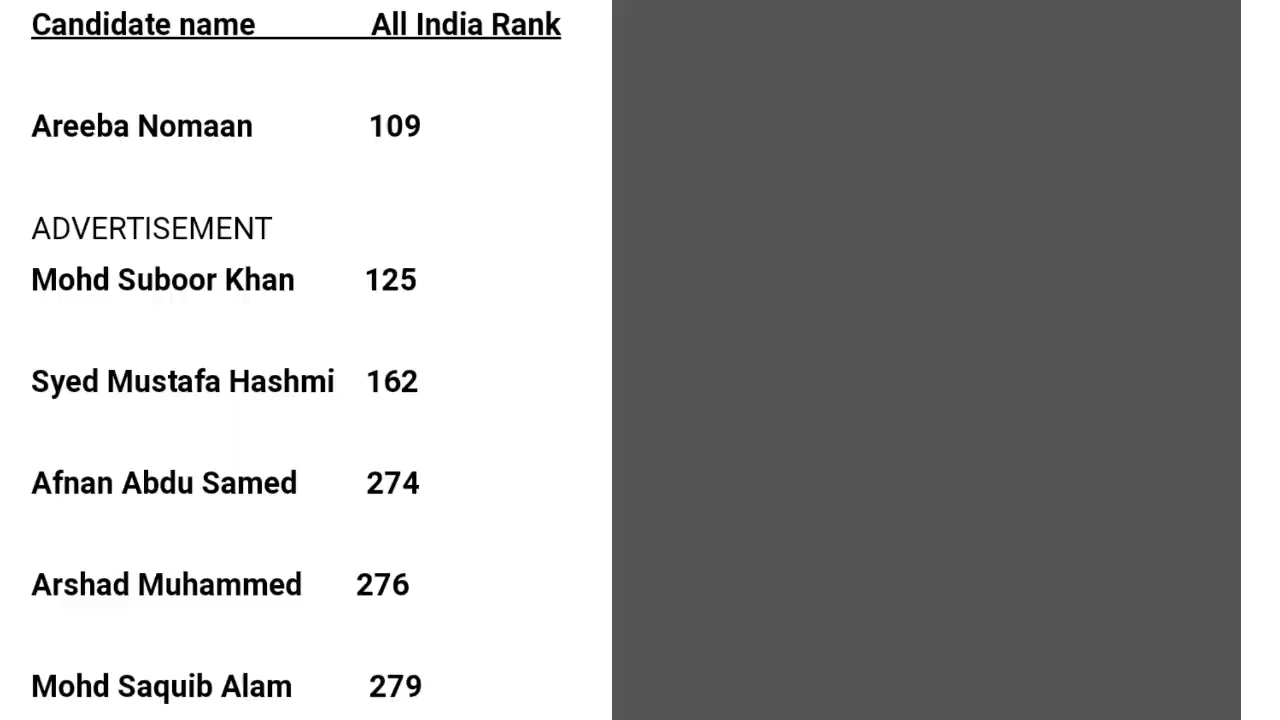 Candidate name All India Rank
Areeba Nomaan 109
ADVERTISEMENT
Mohd Suboor Khan 125
Syed Mustafa Hashmi 162
Afnan Abdu Samed 274
Arshad Muhammed 276
Mohd Saquib Alam 279